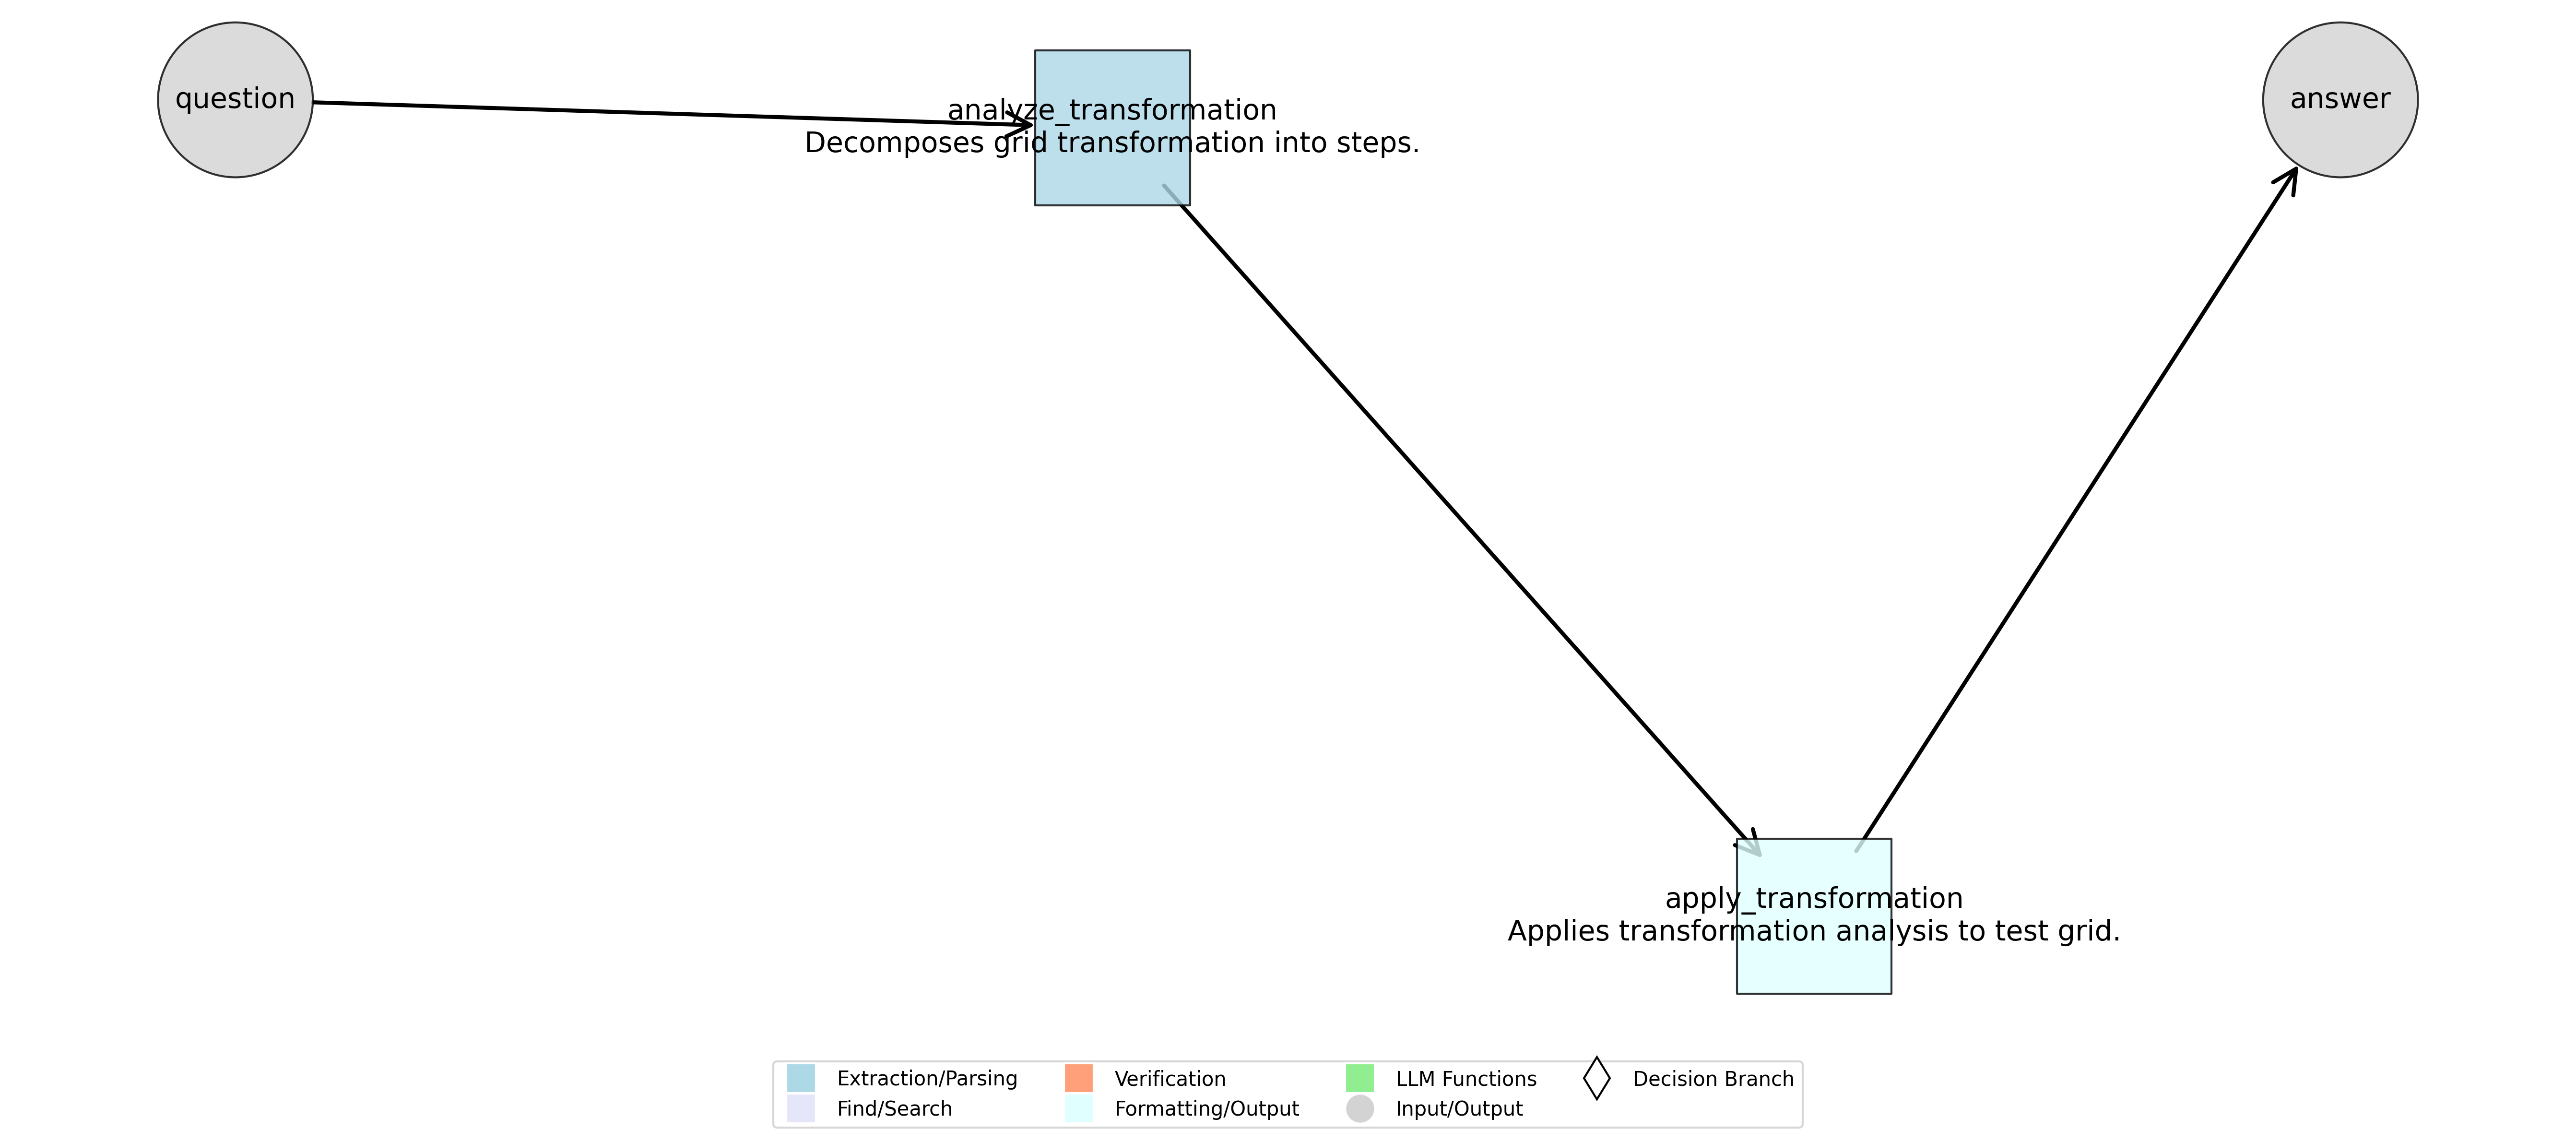 question
analyze_transformation
Decomposes grid transformation into steps.
answer
apply_transformation
Applies transformation analysis to test grid.
Extraction/Parsing
Find/Search
Verification
Formatting/Output
LLM Functions
Input/Output
Decision Branch